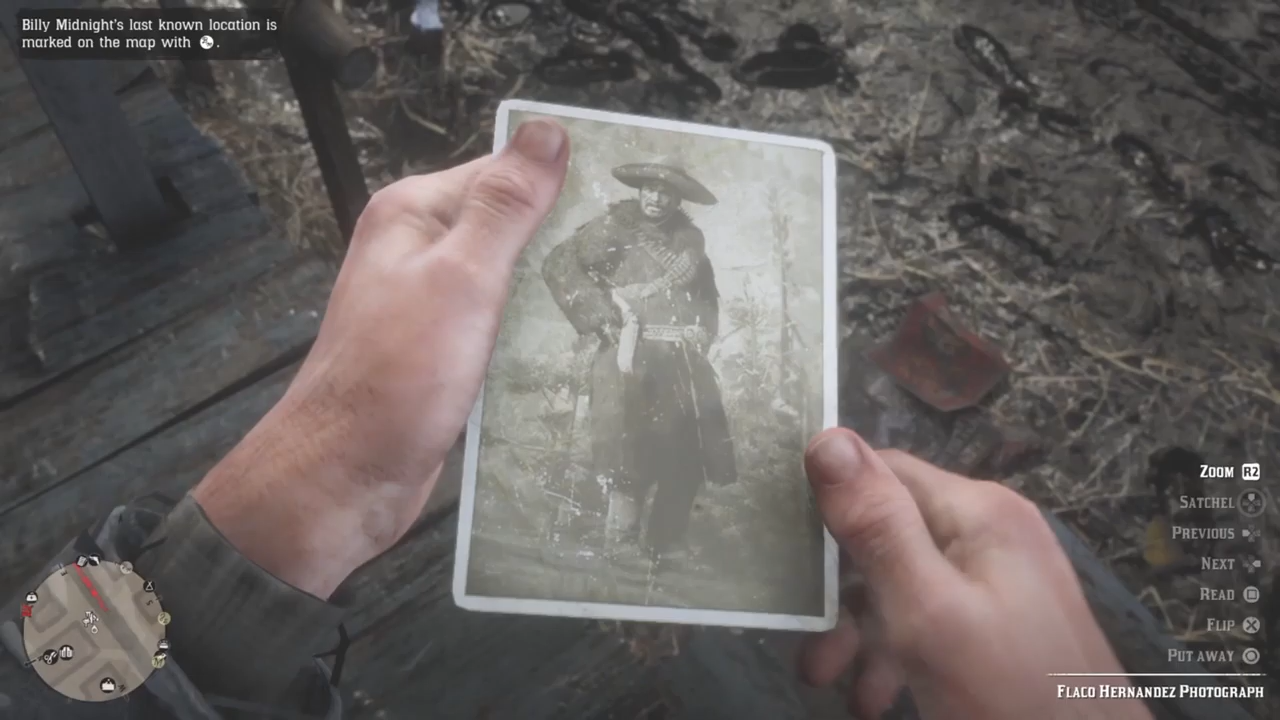 Billy Midnight's last known location is
marked on the map with .
ZOOM R2
SATCHEL
PREVIOUS
NEXT
READ
FLIP
PUT AWAY
FLACO HERNANDEZ PHOTOGRAPH